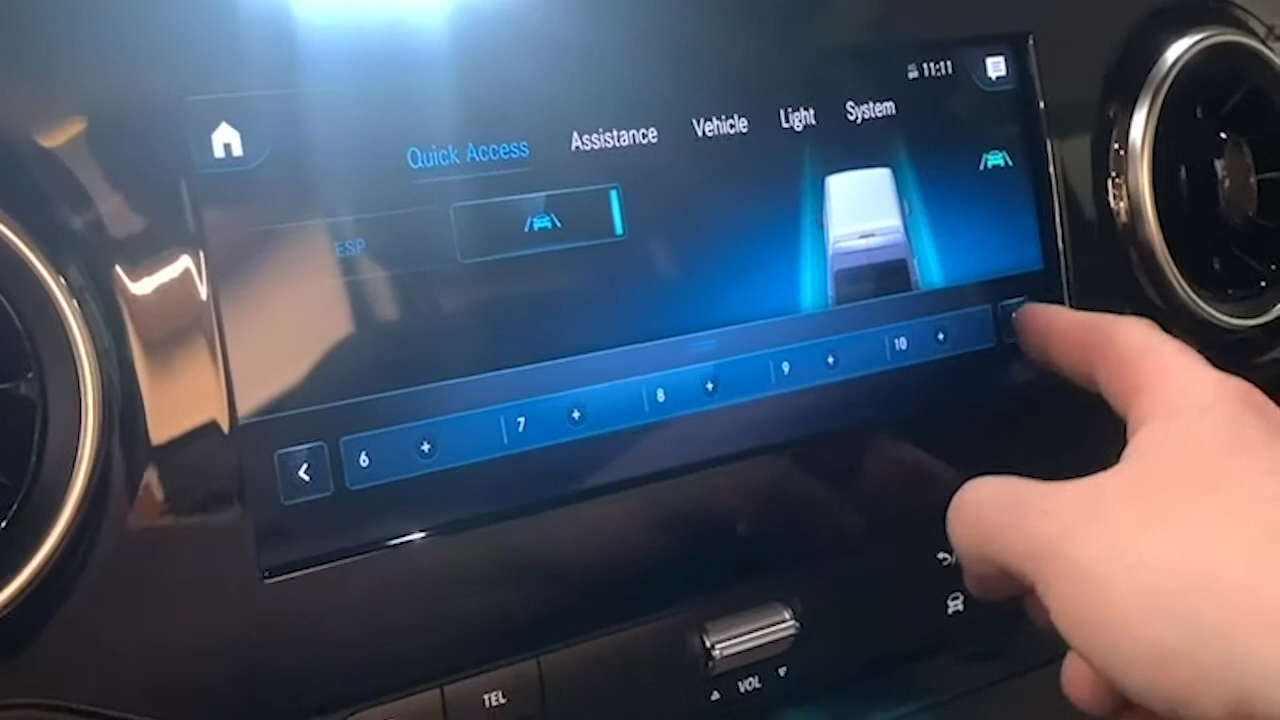 11:11
Quick Access Assistance Vehicle Light System
ESP
6 + 7 + 8 + 9 + 10 +
TEL
VOL